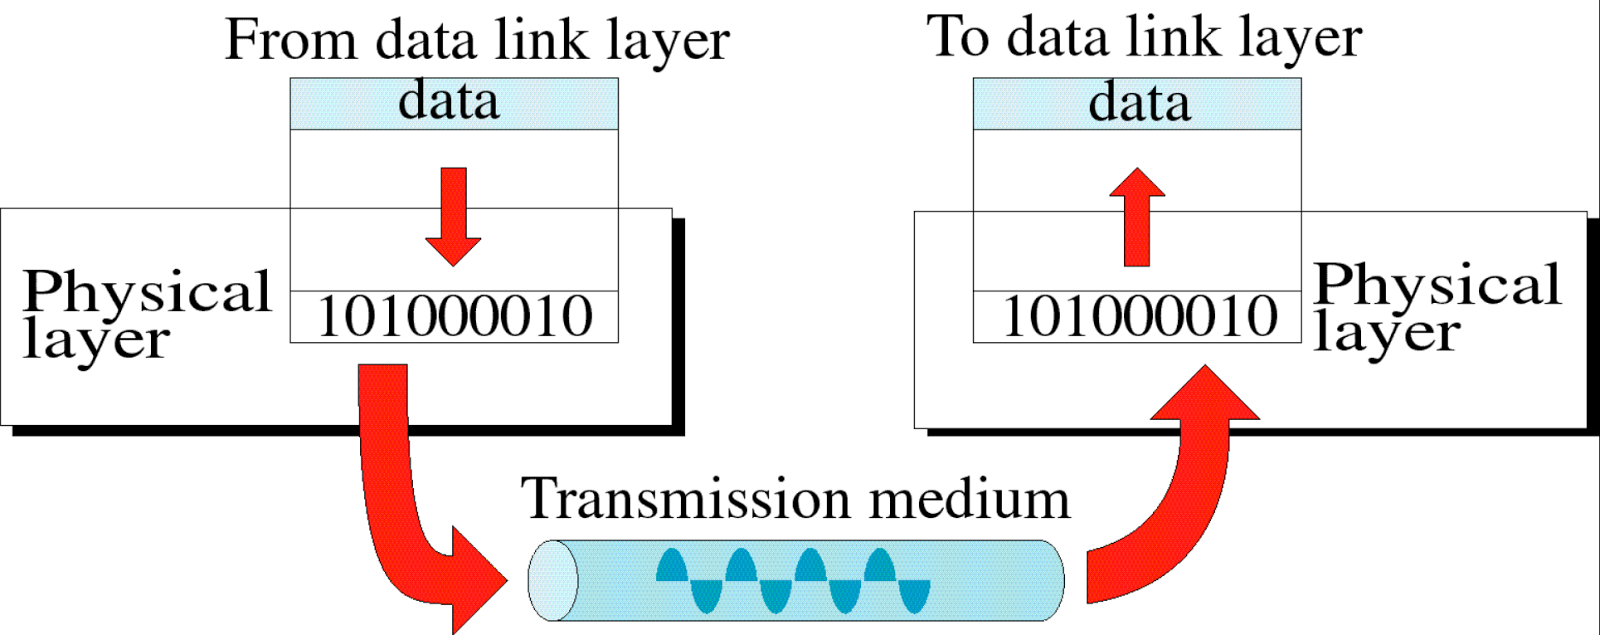 From data link layer
data
Physical
layer
101000010
To data link layer
data
101000010
Physical
layer
Transmission medium